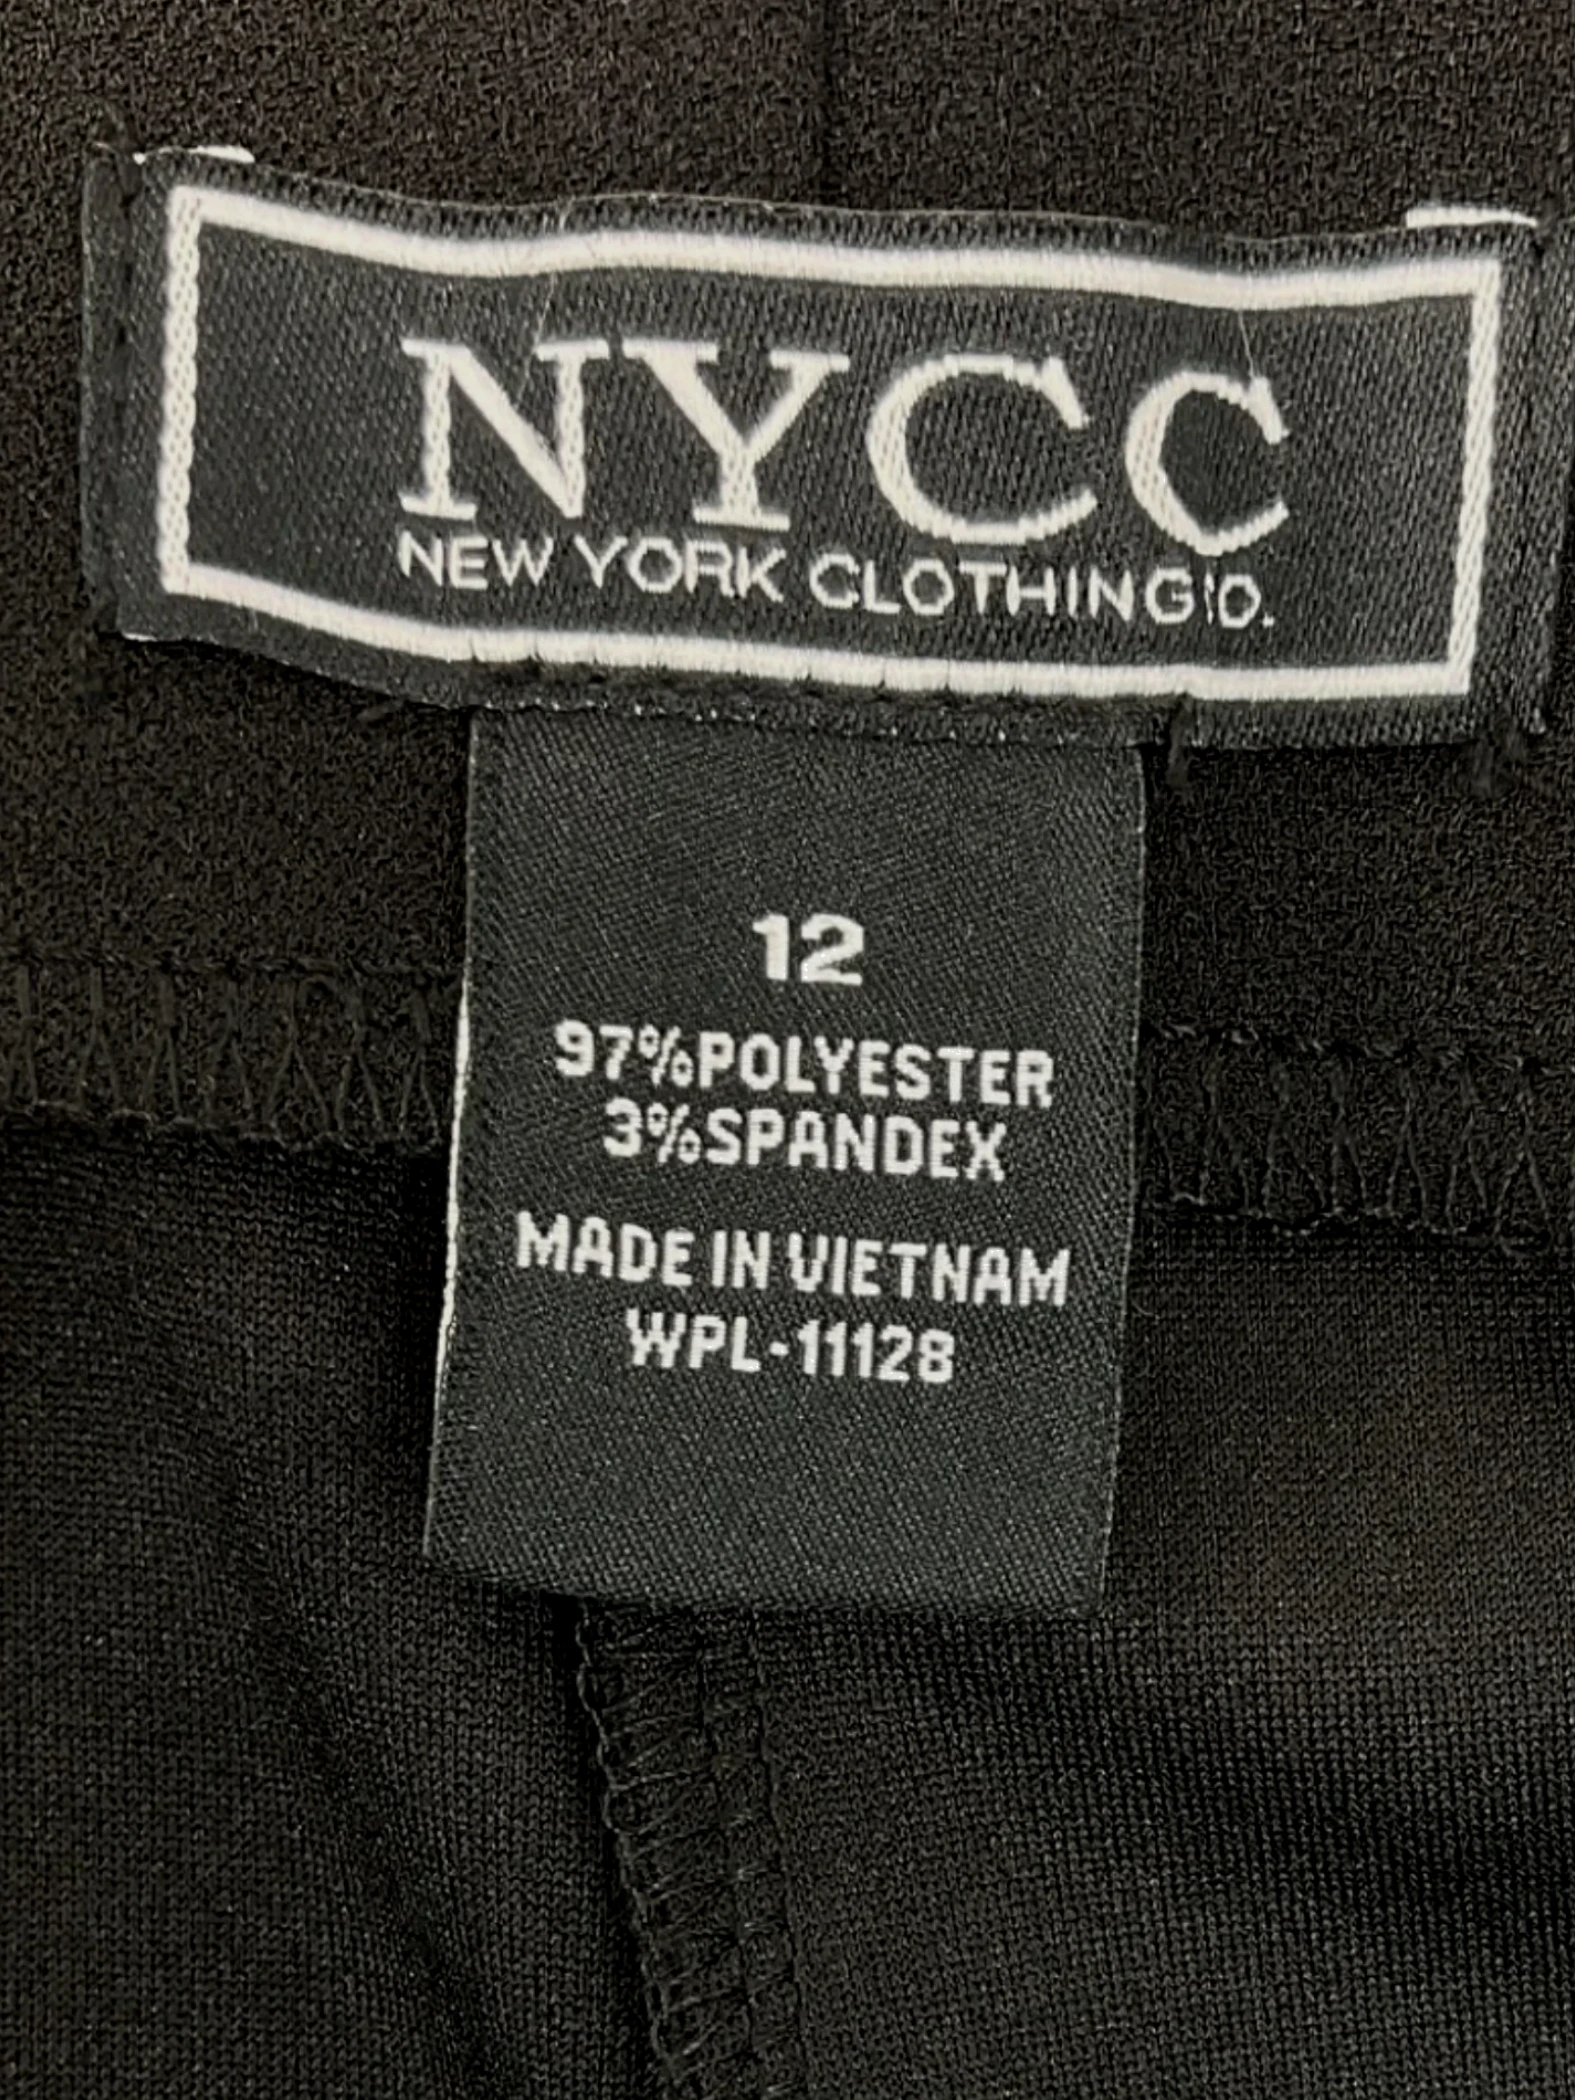 NYCC
NEW YORK CLOTHING CO.
12
97%POLYESTER
3%SPANDEX
MADE IN VIETNAM
WPL-11128